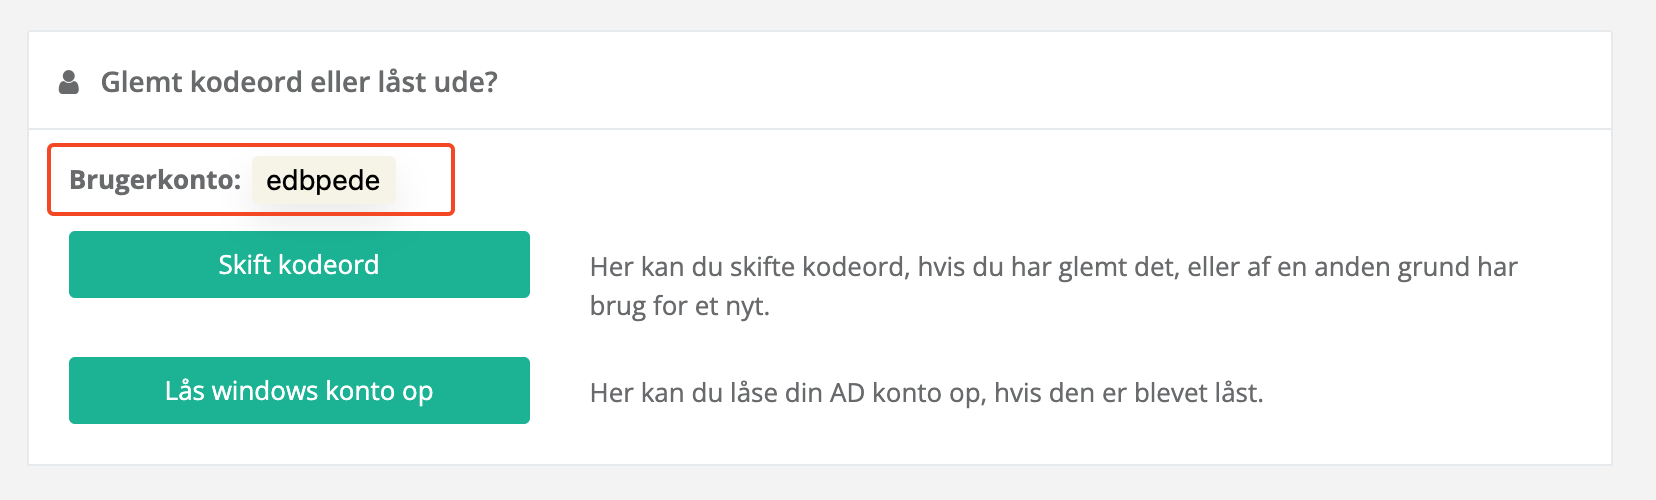 Glemt kodeord eller låst ude?
Brugerkonto: edbpede
Skift kodeord
Her kan du skifte kodeord, hvis du har glemt det, eller af en anden grund har
brug for et nyt.
Lås windows konto op
Her kan du låse din AD konto op, hvis den er blevet låst.